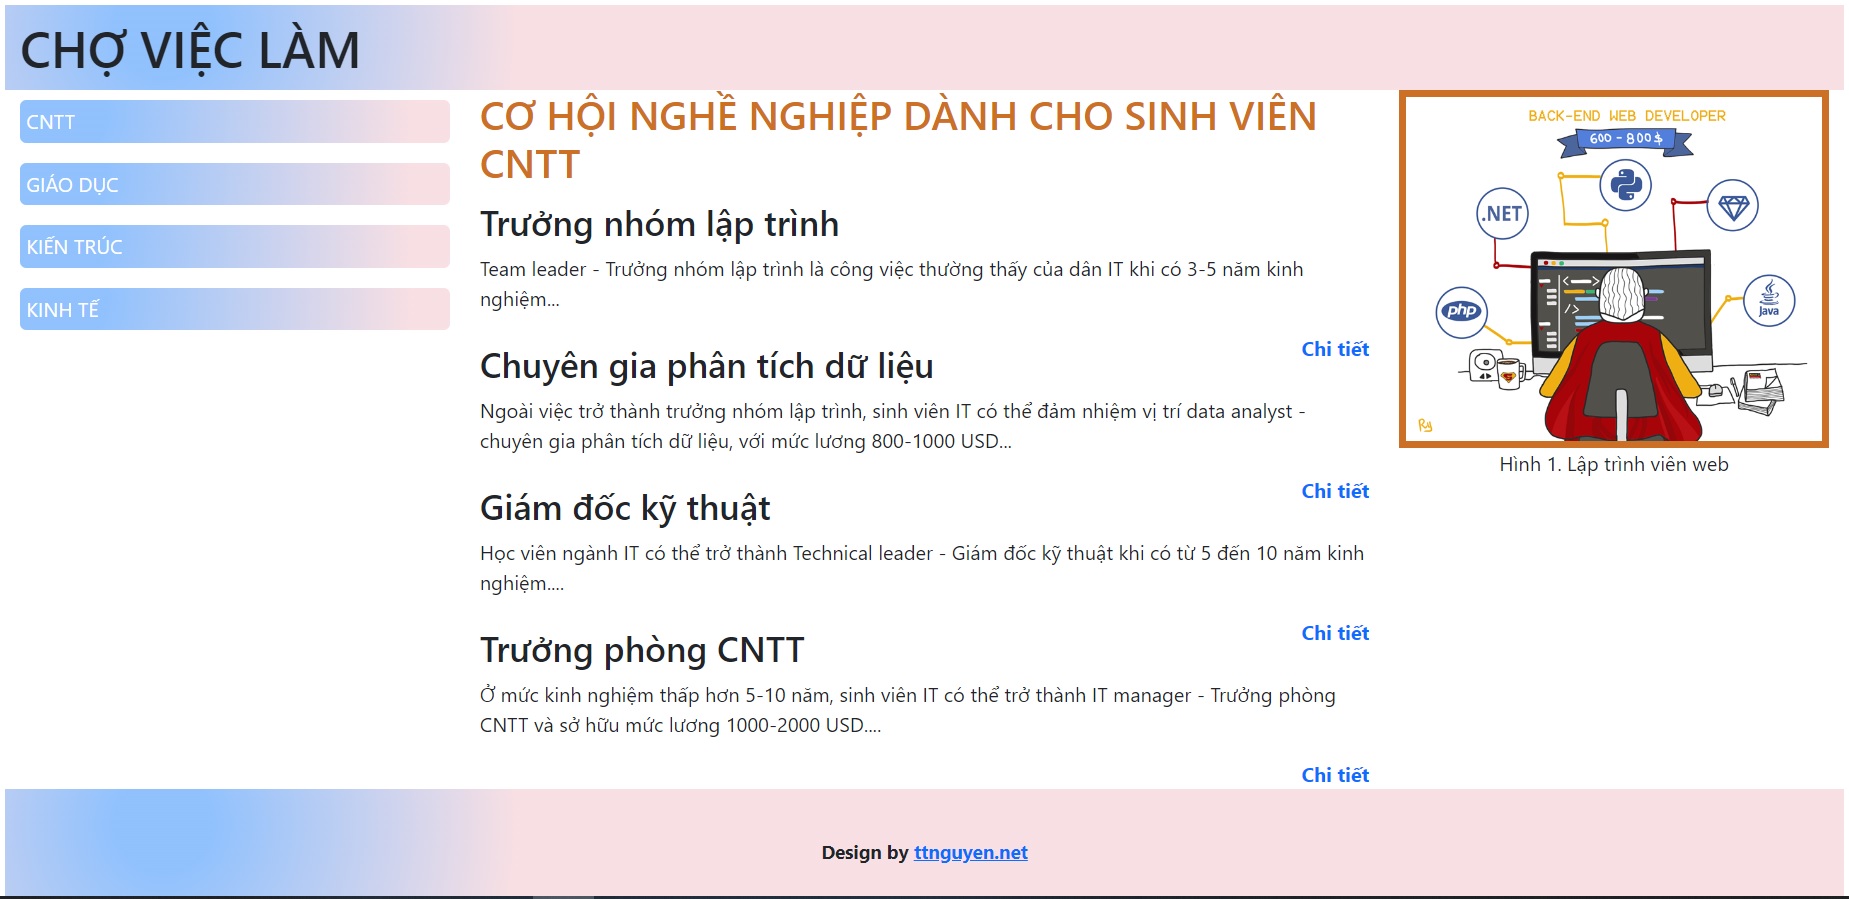 CHỢ VIỆC LÀM
CNTT
GIÁO DỤC
KIẾN TRÚC
KINH TẾ
CƠ HỘI NGHỀ NGHIỆP DÀNH CHO SINH VIÊN
CNTT
Trưởng nhóm lập trình
Team leader - Trưởng nhóm lập trình là công việc thường thấy của dân IT khi có 3-5 năm kinh
nghiệm...
Chi tiết
Chuyên gia phân tích dữ liệu
Ngoài việc trở thành trưởng nhóm lập trình, sinh viên IT có thể đảm nhiệm vị trí data analyst -
chuyên gia phân tích dữ liệu, với mức lương 800-1000 USD...
Chi tiết
Giám đốc kỹ thuật
Học viên ngành IT có thể trở thành Technical leader - Giám đốc kỹ thuật khi có từ 5 đến 10 năm kinh
nghiệm....
Chi tiết
Trưởng phòng CNTT
Ở mức kinh nghiệm thấp hơn 5-10 năm, sinh viên IT có thể trở thành IT manager - Trưởng phòng
CNTT và sở hữu mức lương 1000-2000 USD....
Chi tiết
BACK-END WEB DEVELOPER
600 - 800$
.NET
php
Java
</>
Ry
Hình 1. Lập trình viên web
Design by ttnguyen.net